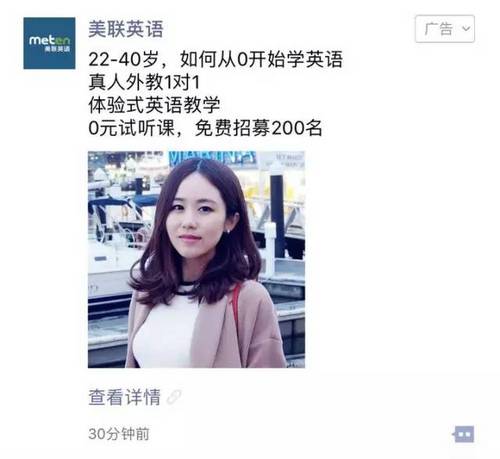 meten
美联英语
美联英语
广告
22-40岁，如何从0开始学英语
真人外教1对1
体验式英语教学
0元试听课，免费招募200名
MARINA
查看详情
30分钟前